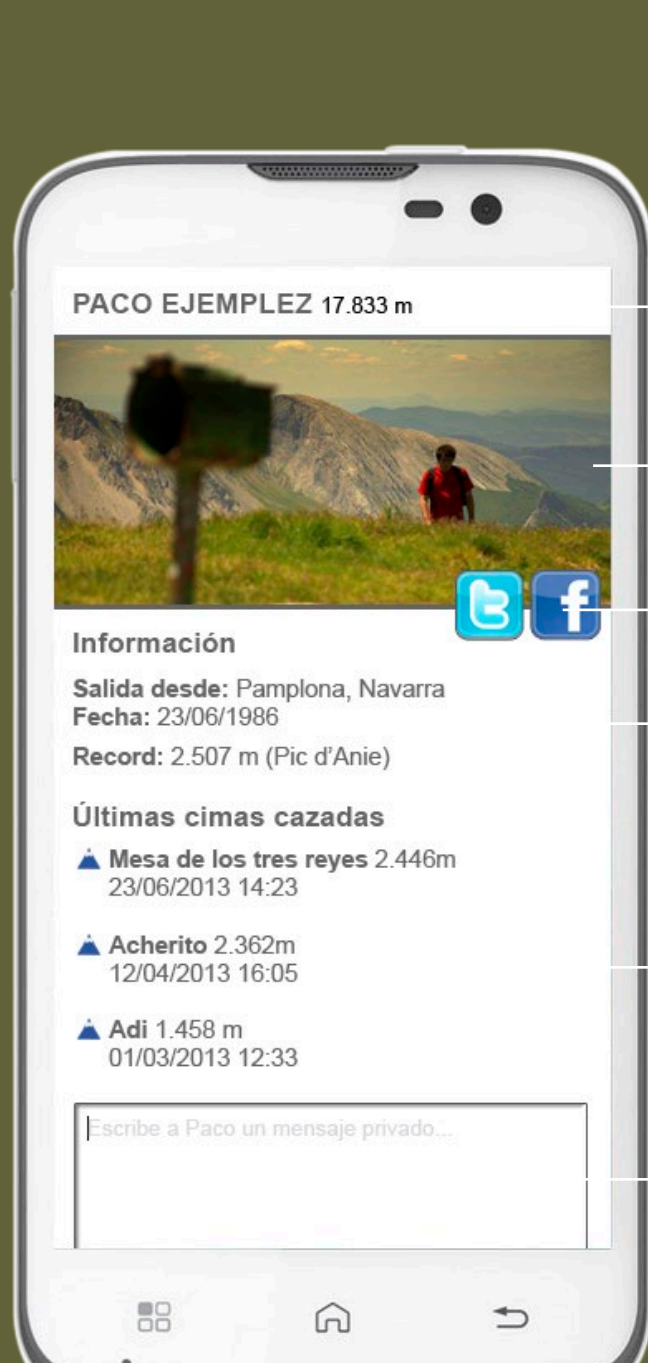 PACO EJEMPLEZ 17.833 m
Información
Salida desde: Pamplona, Navarra
Fecha: 23/06/1986
Record: 2.507 m (Pic d’Anie)
Últimas cimas cazadas
Mesa de los tres reyes 2.446m
23/06/2013 14:23
Acherito 2.362m
12/04/2013 16:05
Adi 1.458 m
01/03/2013 12:33
Escribe a Paco un mensaje privado...